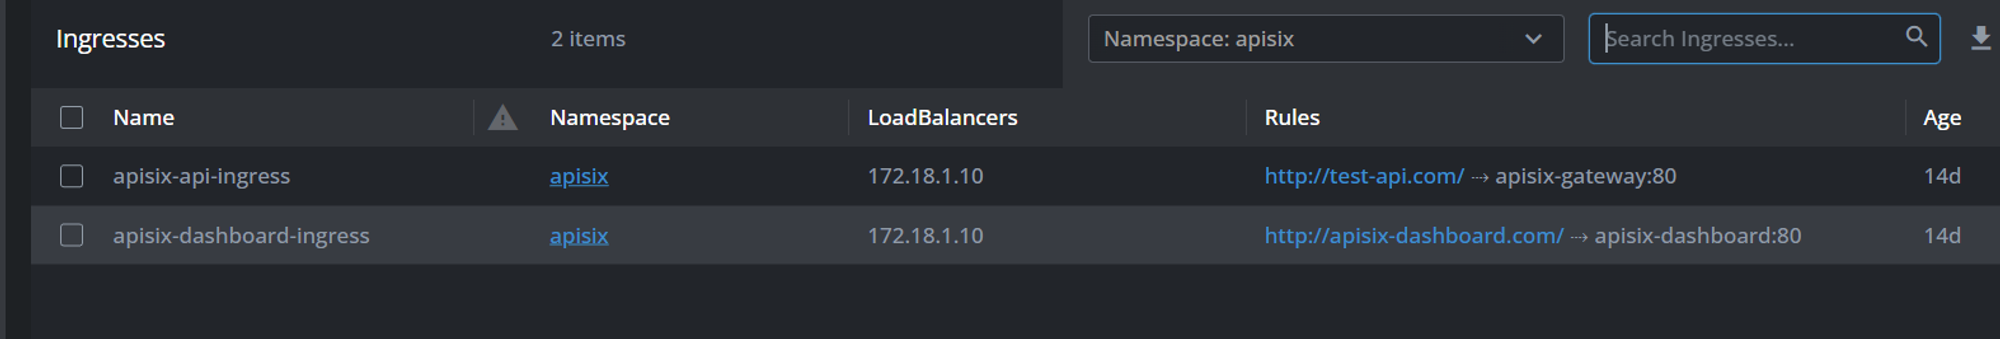 Ingresses 2 items Namespace: apisix Search Ingresses...
Name Namespace LoadBalancers Rules Age
apisix-api-ingress apisix 172.18.1.10 http://test-api.com/ ⤏ apisix-gateway:80 14d
apisix-dashboard-ingress apisix 172.18.1.10 http://apisix-dashboard.com/ ⤏ apisix-dashboard:80 14d